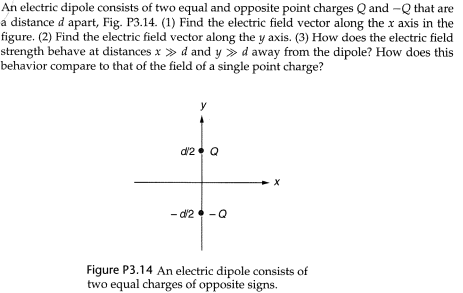 An electric dipole consists of two equal and opposite point charges Q and −Q that are
a distance d apart, Fig. P3.14. (1) Find the electric field vector along the x axis in the
figure. (2) Find the electric field vector along the y axis. (3) How does the electric field
strength behave at distances x ≫ d and y ≫ d away from the dipole? How does this
behavior compare to that of the field of a single point charge?
y
d/2 Q
x
− d/2 − Q
Figure P3.14 An electric dipole consists of
two equal charges of opposite signs.